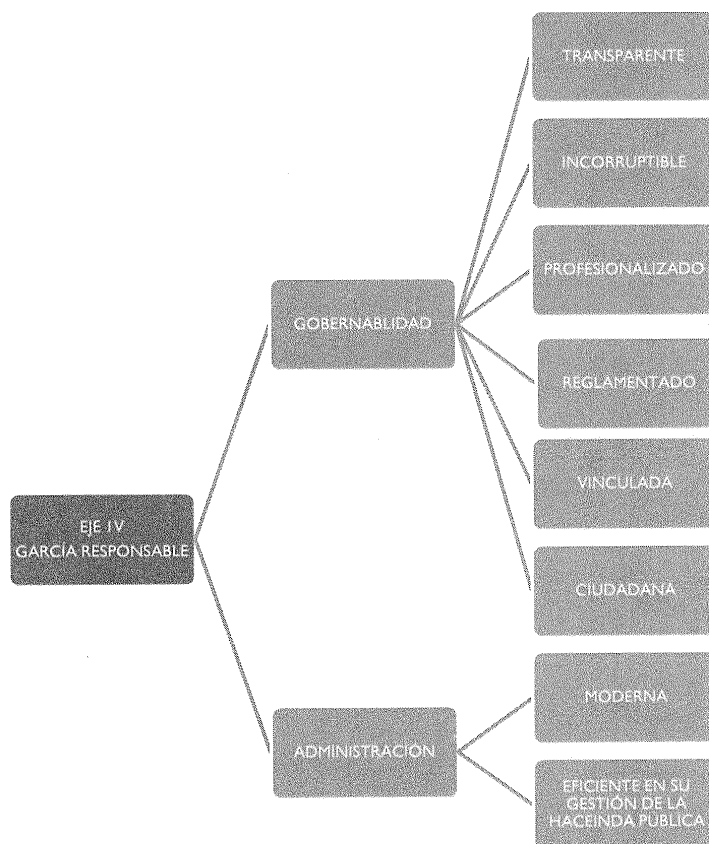 TRANSPARENTE
INCORRUPTIBLE
PROFESIONALIZADO
GOBERNABLIDAD
REGLAMENTADO
VINCULADA
EJE IV
GARCÍA RESPONSABLE
CIUDADANA
MODERNA
ADMINISTRACION
EFICIENTE EN SU
GESTIÓN DE LA
HACEINDA PUBLICA